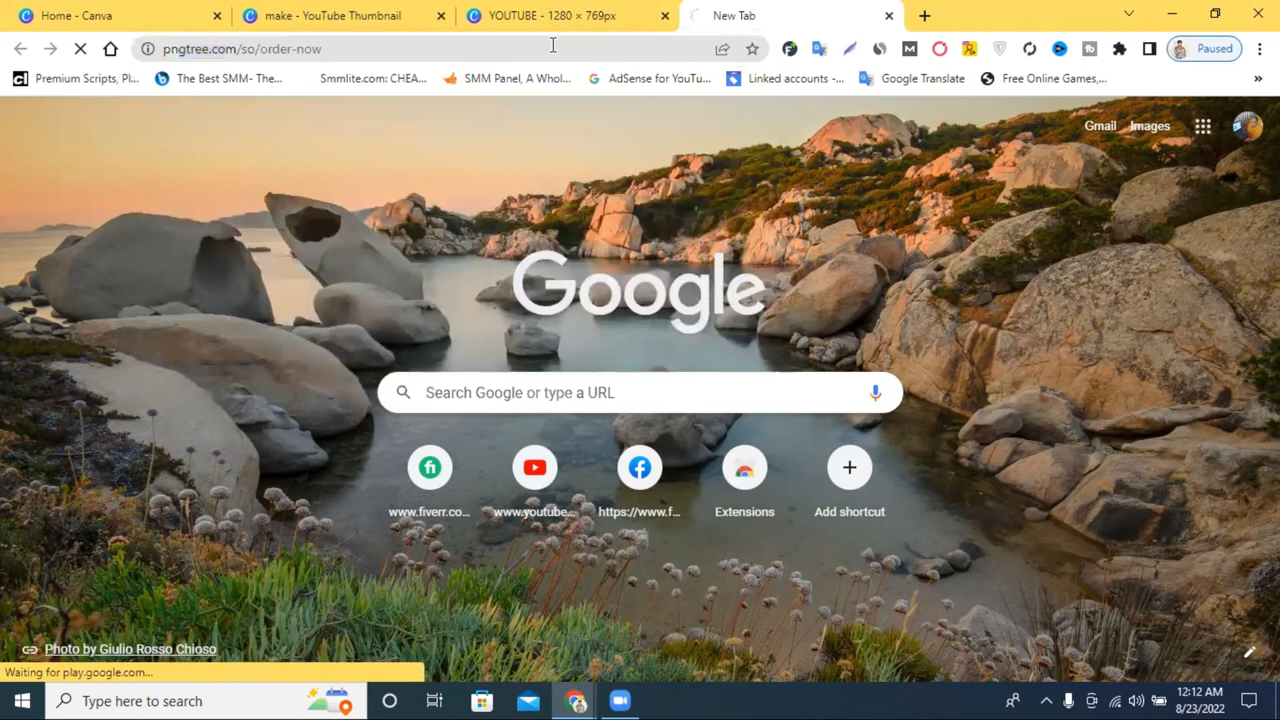 Home - Canva
make - YouTube Thumbnail
YOUTUBE - 1280 × 769px
New Tab
pngtree.com/so/order-now
Paused
Premium Scripts, Pl...
The Best SMM- The...
Smmlite.com: CHEA...
SMM Panel, A Whol...
AdSense for YouTu...
Linked accounts -...
Google Translate
Free Online Games,...
»
Gmail
Images
Google
Search Google or type a URL
www.fiverr.co...
www.youtube...
https://www.f...
Extensions
Add shortcut
Photo by Giulio Rosso Chioso
Waiting for play.google.com...
Type here to search
12:12 AM
8/23/2022